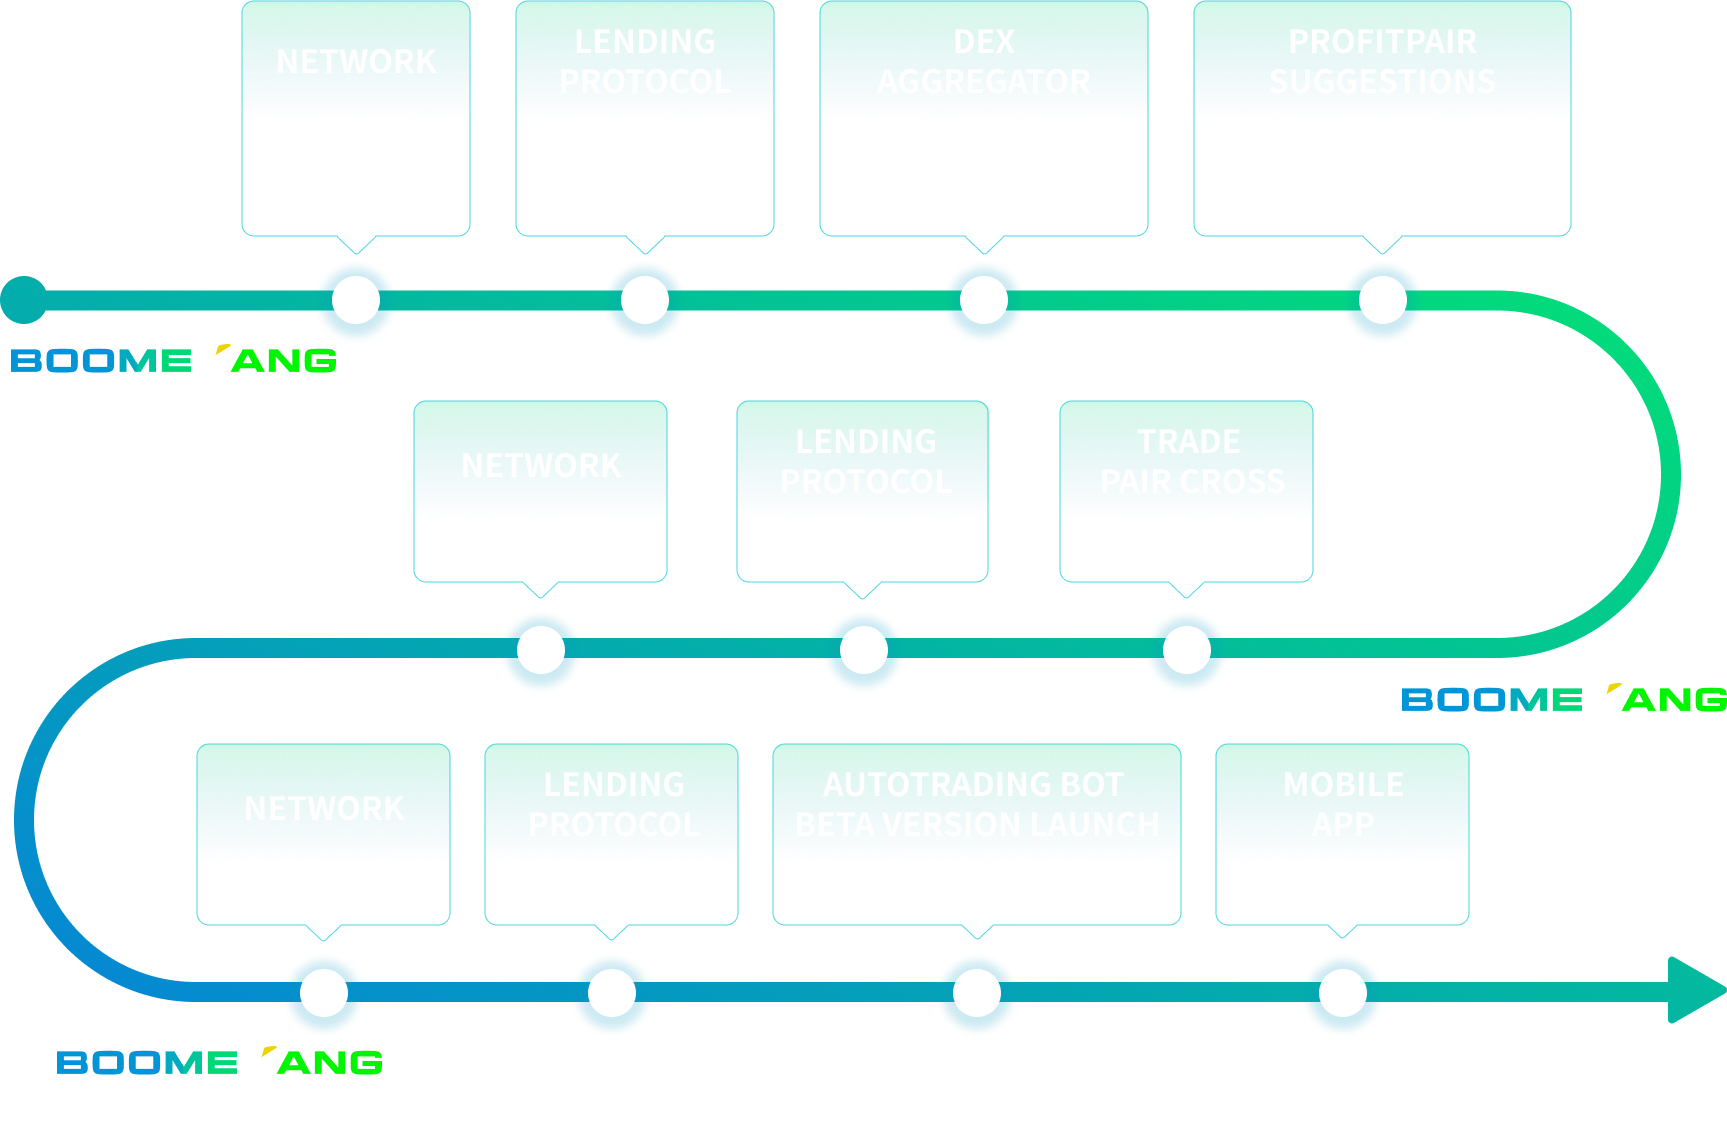 NETWORK
LENDING
PROTOCOL
DEX
AGGREGATOR
PROFITPAIR
SUGGESTIONS
BOOME ANG
NETWORK
LENDING
PROTOCOL
TRADE
PAIR CROSS
BOOME ANG
NETWORK
LENDING
PROTOCOL
AUTOTRADING BOT
BETA VERSION LAUNCH
MOBILE
APP
BOOME ANG